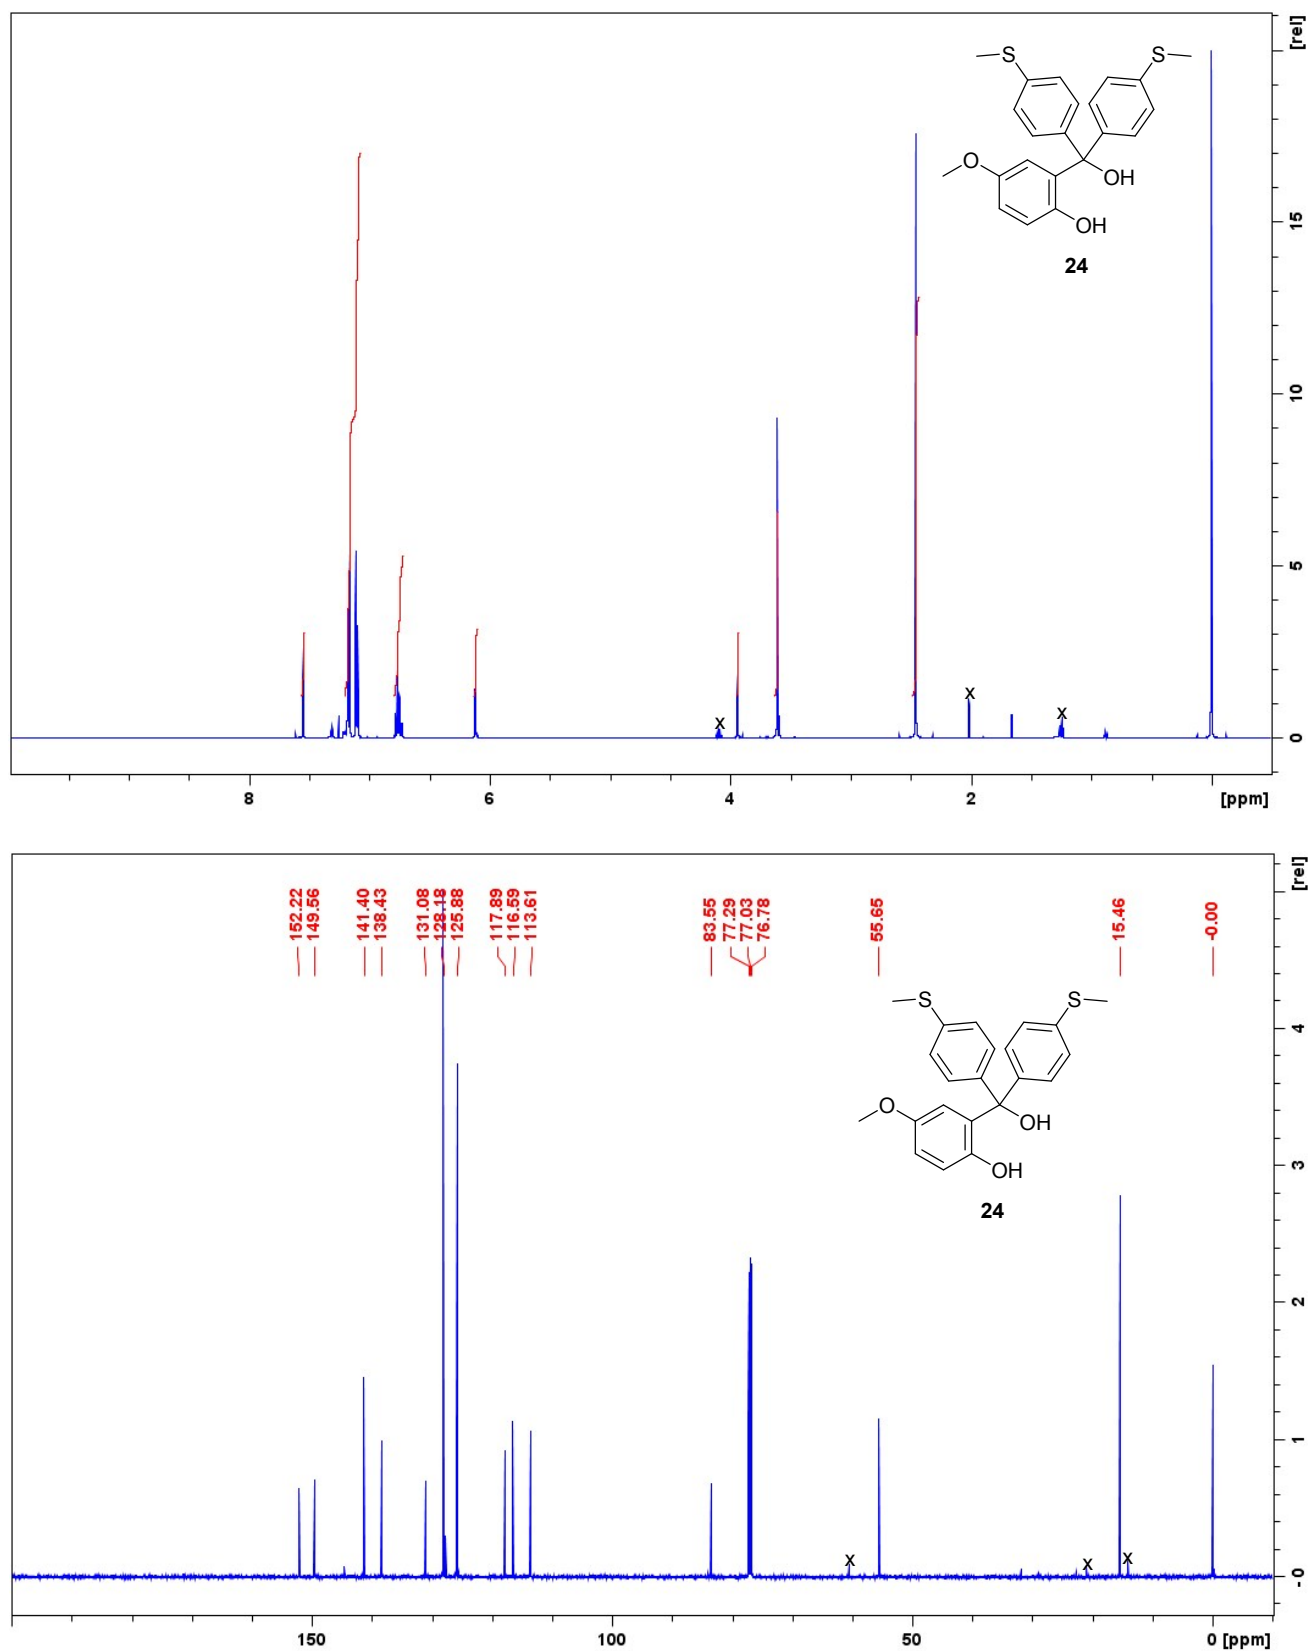 [rel]
S
S
O
OH
OH
24
15
10
5
0
x
x
x
8
6
4
2
[ppm]
[rel]
152.22
149.56
141.40
138.43
131.08
128.18
125.88
117.89
116.59
113.61
83.55
77.29
77.03
76.78
55.65
15.46
-0.00
S
S
O
OH
OH
24
4
3
2
1
0
x
x
x
150
100
50
0 [ppm]